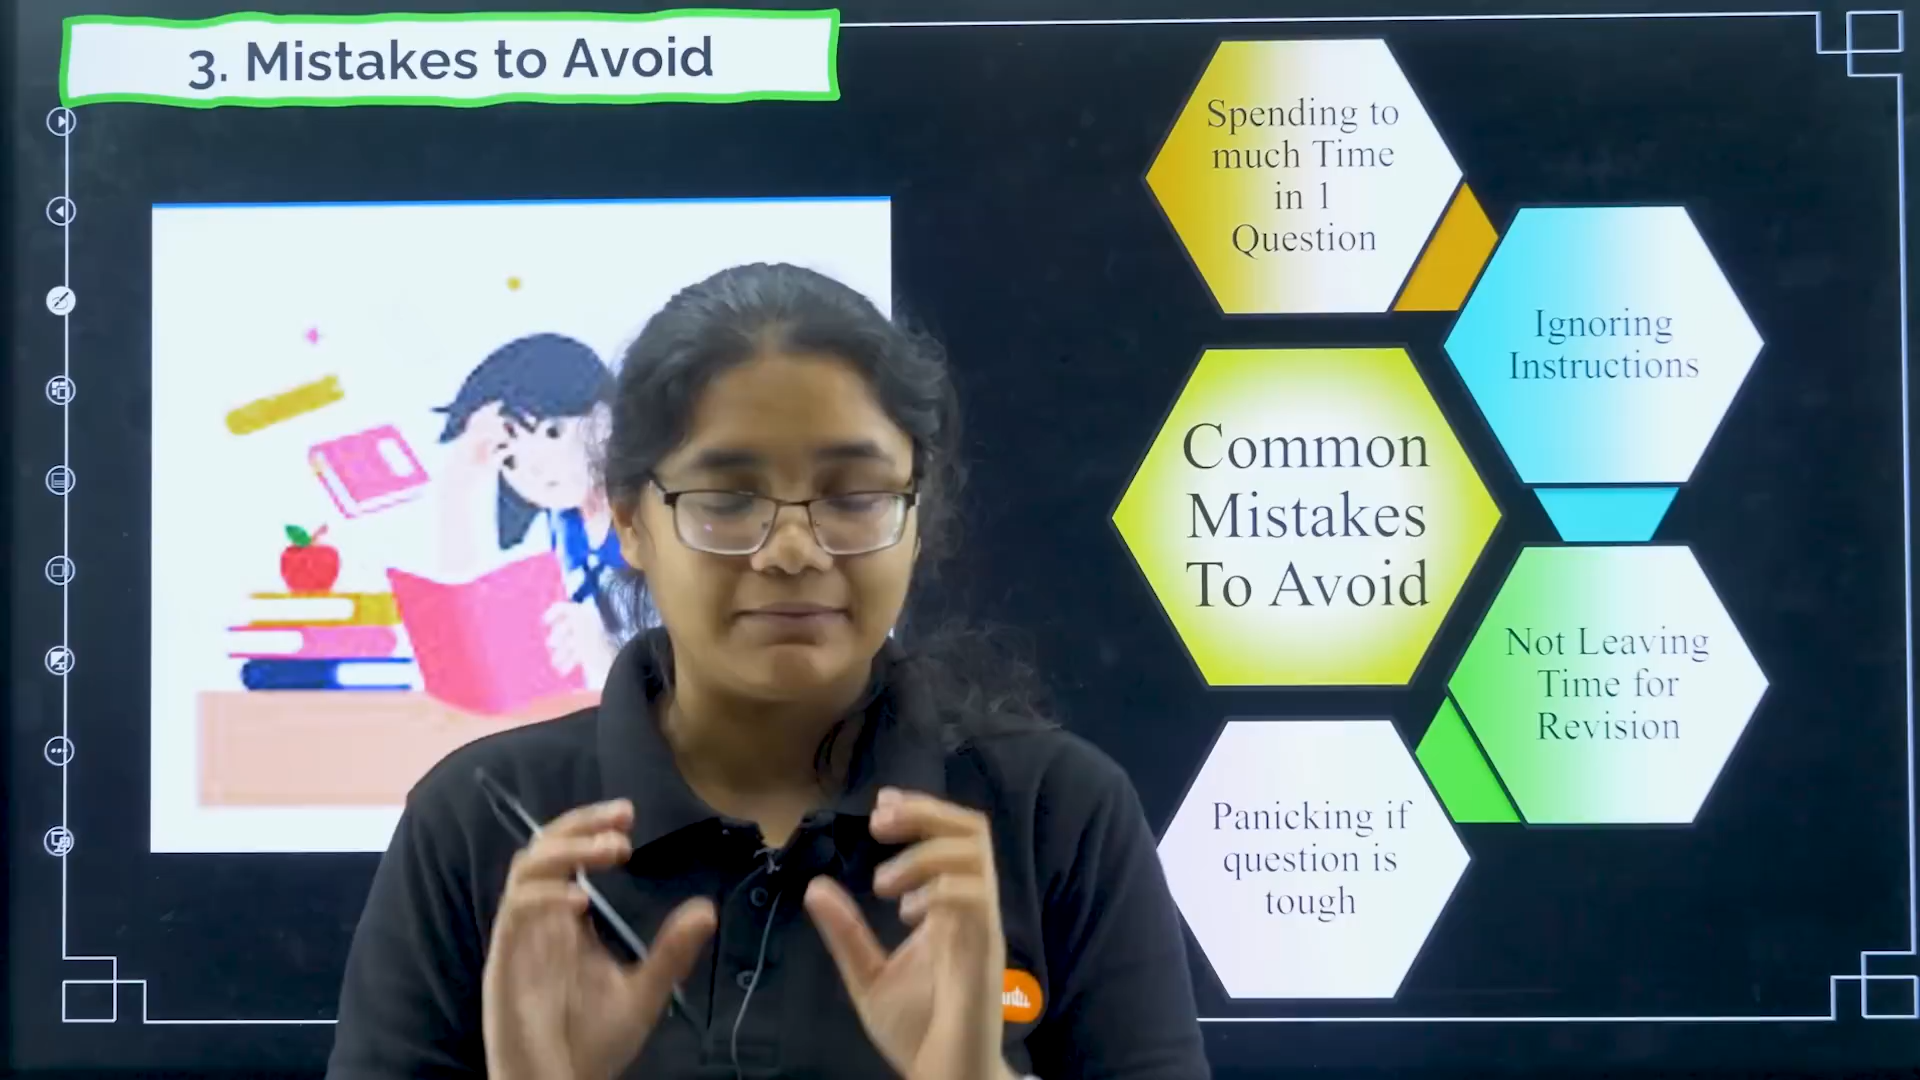 3. Mistakes to Avoid
Spending to
much Time
in 1
Question
Ignoring
Instructions
Common
Mistakes
To Avoid
Not Leaving
Time for
Revision
Panicking if
question is
tough